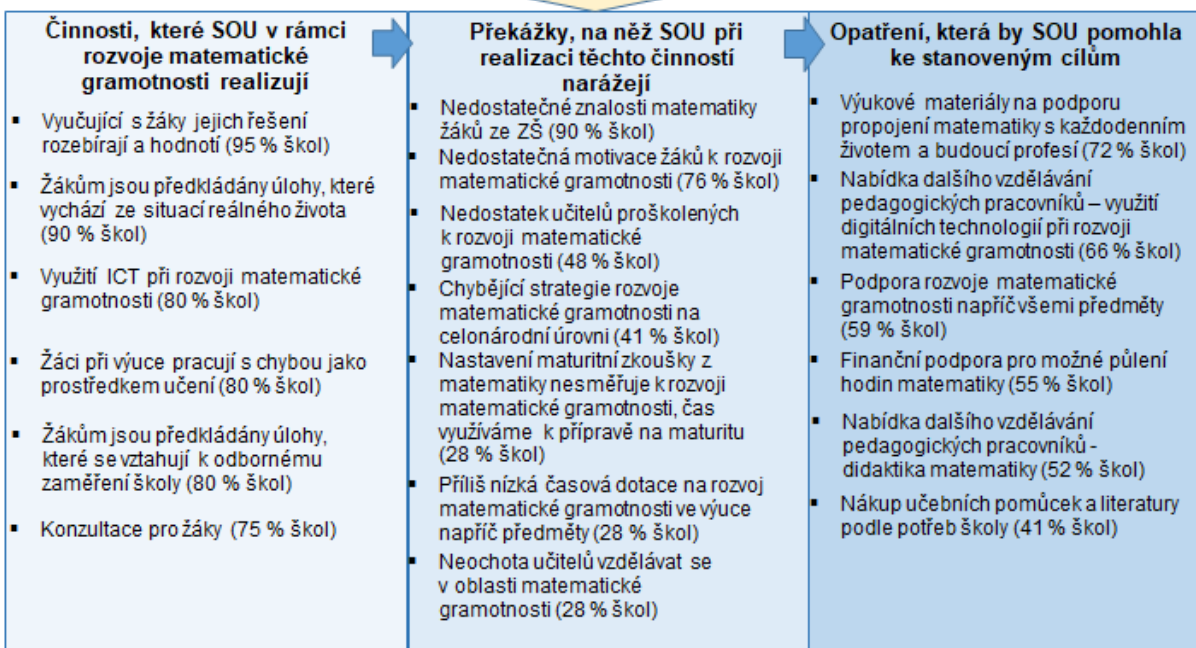 Činnosti, které SOU v rámci
rozvoje matematické
gramotnosti realizují
▪ Vyučující s žáky jejich řešení
rozebírají a hodnotí (95 % škol)
▪ Žákům jsou předkládány úlohy, které
vychází ze situací reálného života
(90 % škol)
▪ Využití ICT při rozvoji matematické
gramotnosti (80 % škol)
▪ Žáci při výuce pracují s chybou jako
prostředkem učení (80 % škol)
▪ Žákům jsou předkládány úlohy,
které se vztahují k odbornému
zaměření školy (80 % škol)
▪ Konzultace pro žáky (75 % škol)
Překážky, na něž SOU při
realizaci těchto činností
narážejí
▪ Nedostatečné znalosti matematiky
žáků ze ZŠ (90 % škol)
▪ Nedostatečná motivace žáků k rozvoji
matematické gramotnosti (76 % škol)
▪ Nedostatek učitelů proškolených
k rozvoji matematické
gramotnosti (48 % škol)
▪ Chybějící strategie rozvoje
matematické gramotnosti na
celonárodní úrovni (41 % škol)
▪ Nastavení maturitní zkoušky z
matematiky nesměřuje k rozvoji
matematické gramotnosti, čas
využíváme k přípravě na maturitu
(28 % škol)
▪ Příliš nízká časová dotace na rozvoj
matematické gramotnosti ve výuce
napříč předměty (28 % škol)
▪ Neochota učitelů vzdělávat se
v oblasti matematické
gramotnosti (28 % škol)
Opatření, která by SOU pomohla
ke stanoveným cílům
▪ Výukové materiály na podporu
propojení matematiky s každodenním
životem a budoucí profesí (72 % škol)
▪ Nabídka dalšího vzdělávání
pedagogických pracovníků – využití
digitálních technologií při rozvoji
matematické gramotnosti (66 % škol)
▪ Podpora rozvoje matematické
gramotnosti napříč všemi předměty
(59 % škol)
▪ Finanční podpora pro možné půlení
hodin matematiky (55 % škol)
▪ Nabídka dalšího vzdělávání
pedagogických pracovníků -
didaktika matematiky (52 % škol)
▪ Nákup učebních pomůcek a literatury
podle potřeb školy (41 % škol)